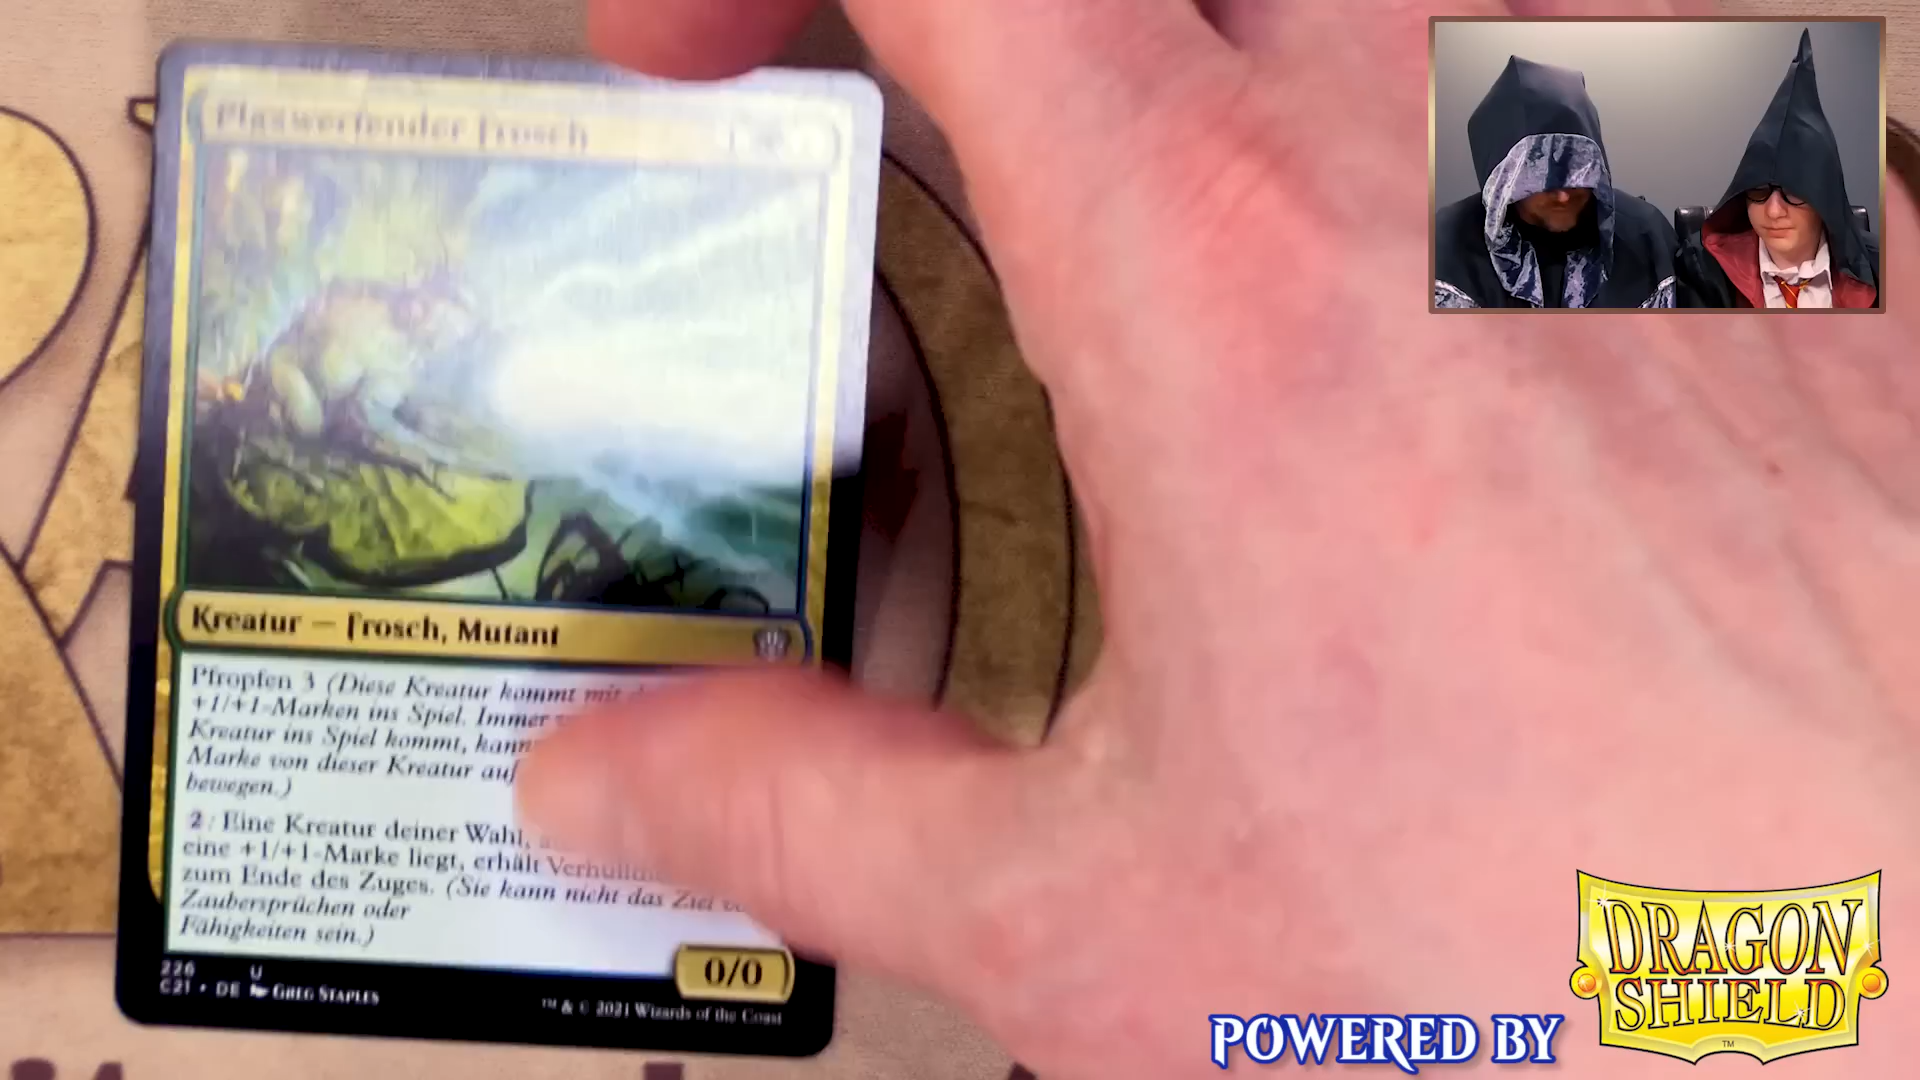 Plaxwerfender Frosch
Kreatur — Frosch, Mutant
Pfropfen 3 (Diese Kreatur kommt mit
+1/+1-Marken ins Spiel. Immer
Kreatur ins Spiel kommt,
Marke von dieser Kreatur auf
bewegen.)
2: Eine Kreatur deiner Wahl,
eine +1/+1-Marke liegt, erhält
zum Ende des Zuges. (Sie kann nicht das Ziel
Zaubersprüchen oder
Fähigkeiten sein.)
0/0
226 U
C21 • DE GREG STAPLES
™ & © 2021 Wizards of the Coast
POWERED BY
DRAGON
SHIELD
TM